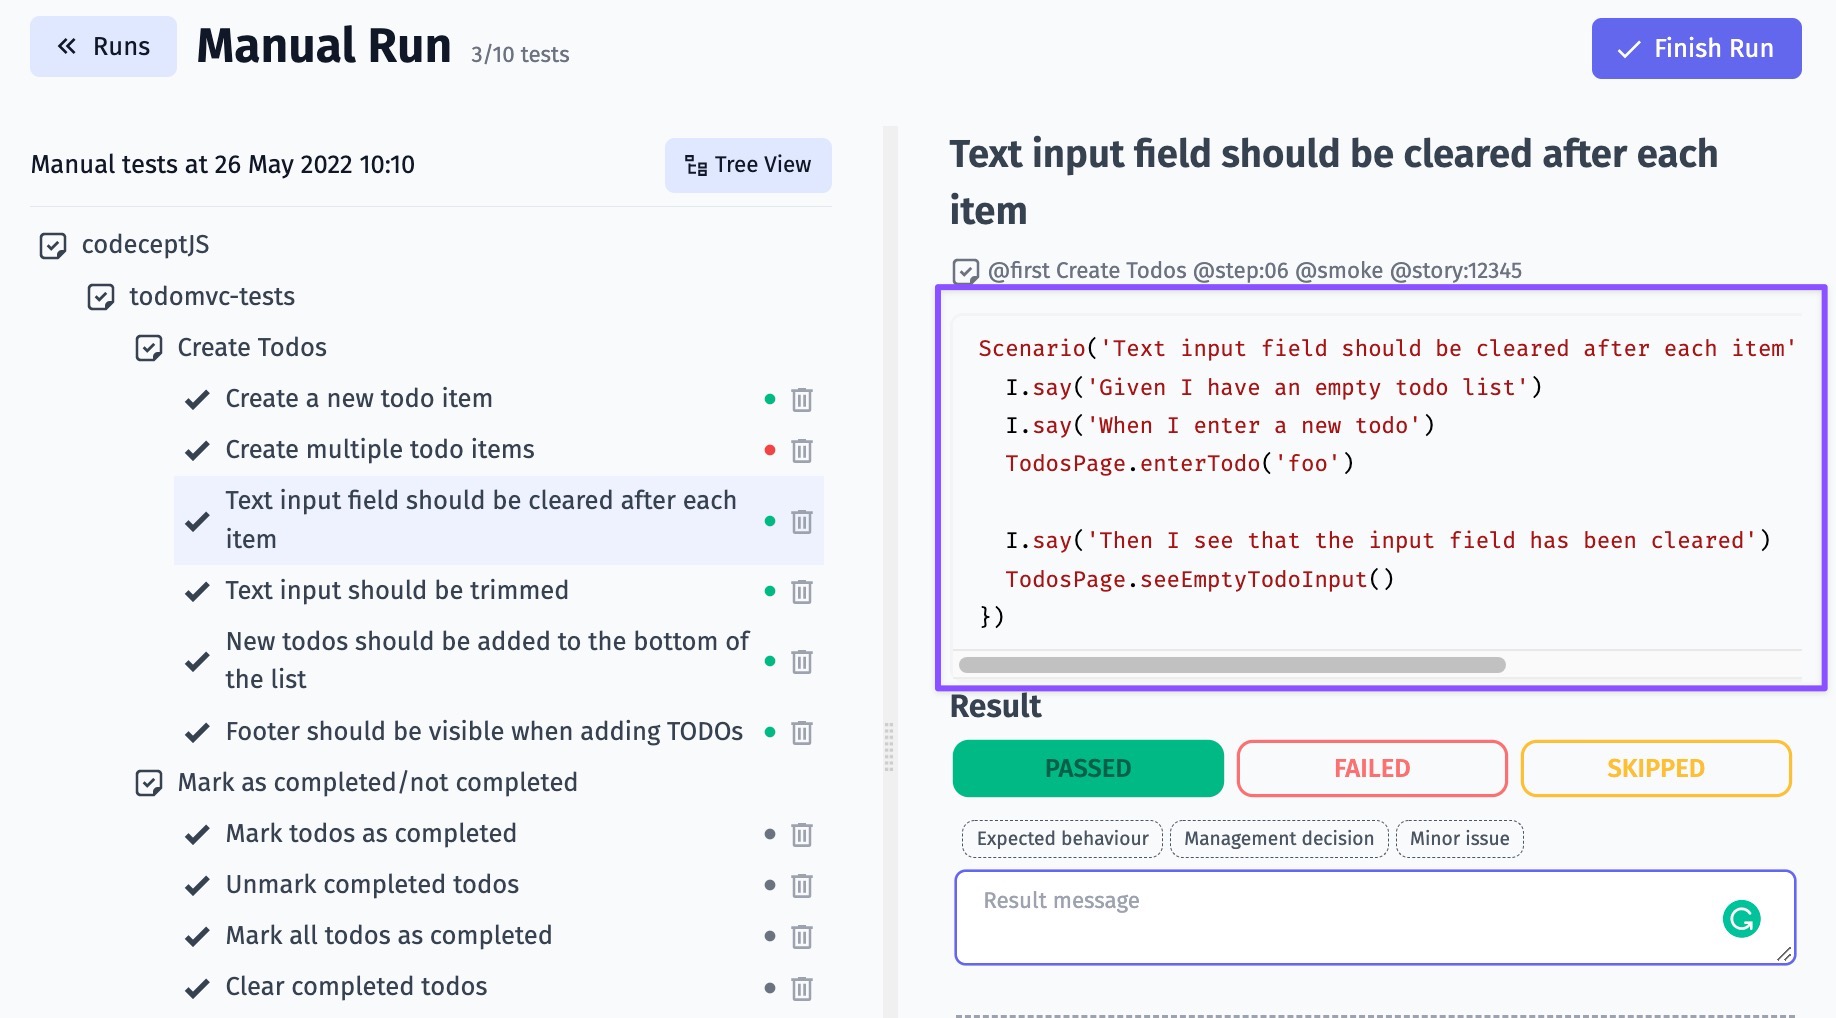 Runs
Manual Run 3/10 tests
Finish Run
Manual tests at 26 May 2022 10:10
Tree View
codeceptJS
todomvc-tests
Create Todos
Create a new todo item
Create multiple todo items
Text input field should be cleared after each
item
Text input should be trimmed
New todos should be added to the bottom of
the list
Footer should be visible when adding TODOs
Mark as completed/not completed
Mark todos as completed
Unmark completed todos
Mark all todos as completed
Clear completed todos
Text input field should be cleared after each
item
@first Create Todos @step:06 @smoke @story:12345
Scenario('Text input field should be cleared after each item'
I.say('Given I have an empty todo list')
I.say('When I enter a new todo')
TodosPage.enterTodo('foo')
I.say('Then I see that the input field has been cleared')
TodosPage.seeEmptyTodoInput()
})
Result
PASSED
FAILED
SKIPPED
Expected behaviour
Management decision
Minor issue
Result message